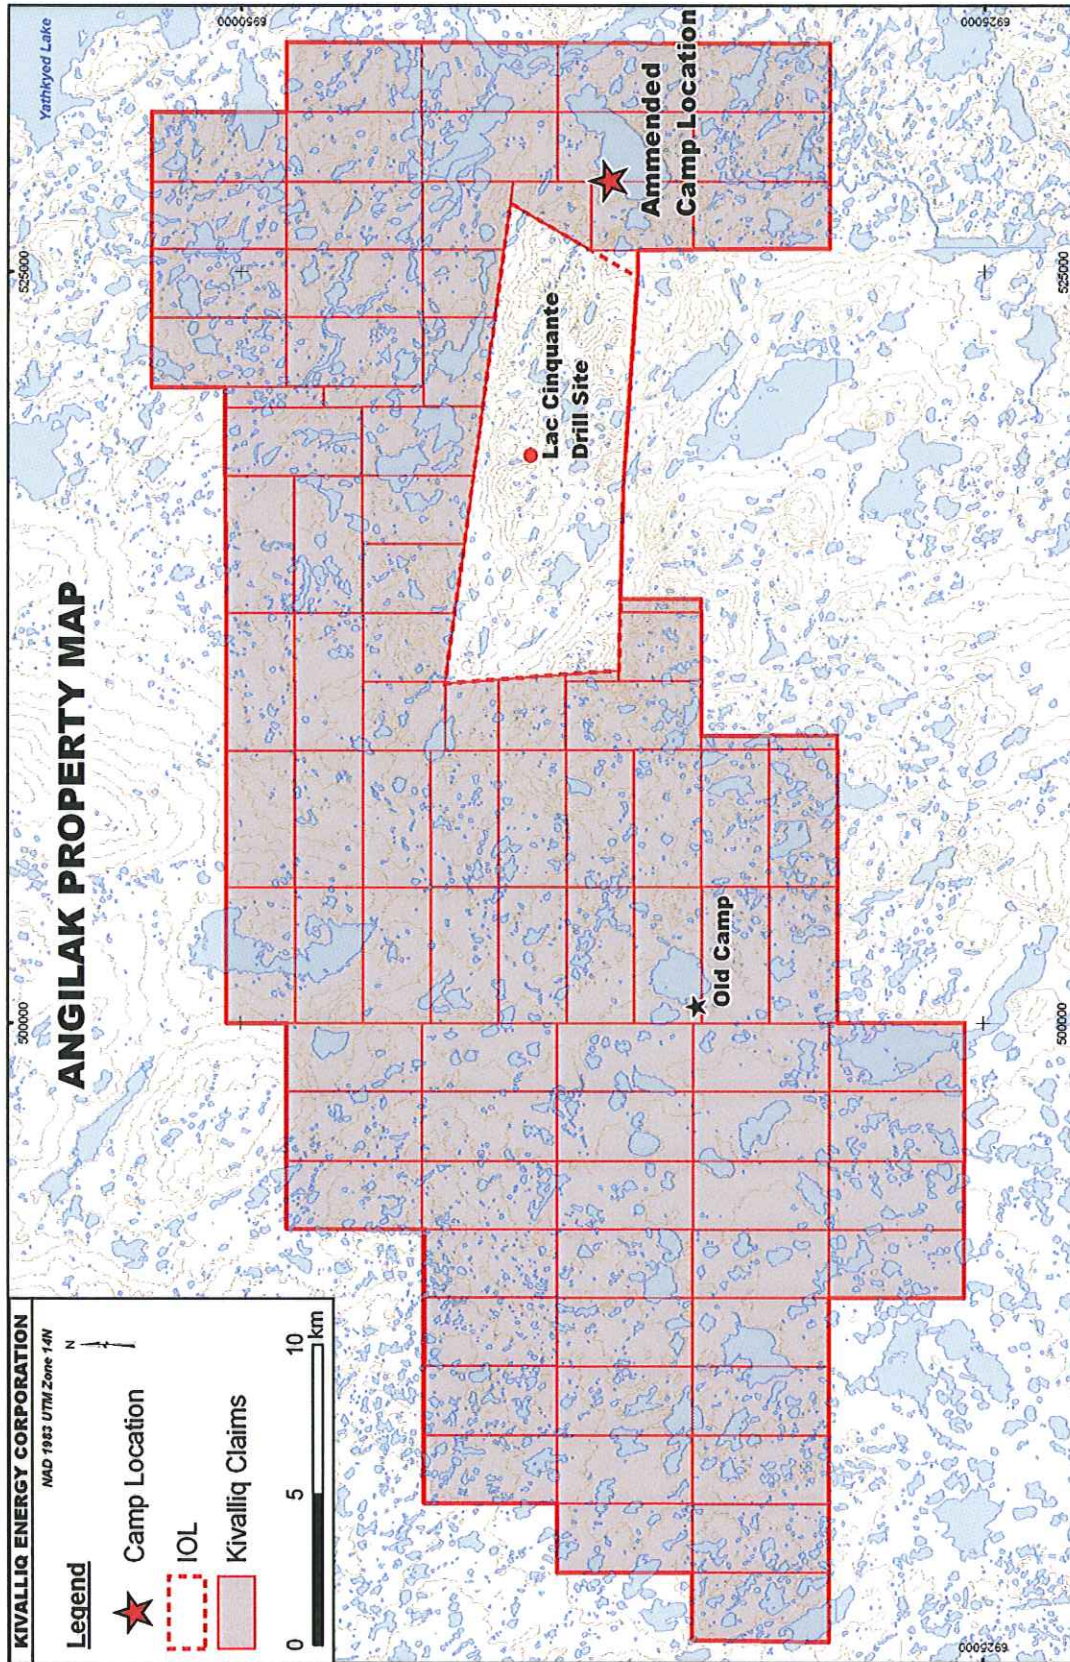 KIVALLIQ ENERGY CORPORATION
NAD 1983 UTM Zone 14N
Legend
N
Camp Location
IOL
Kivalliq Claims
0 5 10
km
ANGILAK PROPERTY MAP
500000
525000
6950000
Yathkyed Lake
Lac Cinquante
Drill Site
Ammended
Camp Location
Old Camp
6925000
500000
525000
6925000